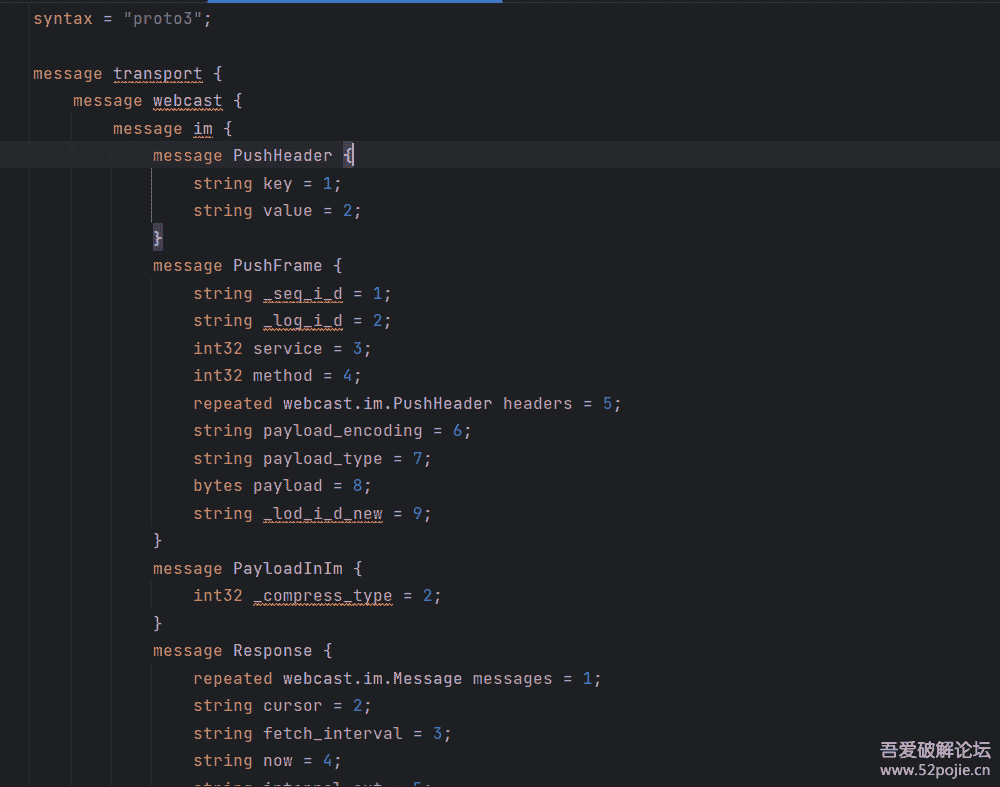 syntax = "proto3";
message transport {
message webcast {
message im {
message PushHeader {
string key = 1;
string value = 2;
}
message PushFrame {
string _seq_i_d = 1;
string _log_i_d = 2;
int32 service = 3;
int32 method = 4;
repeated webcast.im.PushHeader headers = 5;
string payload_encoding = 6;
string payload_type = 7;
bytes payload = 8;
string _lod_i_d_new = 9;
}
message PayloadInIm {
int32 _compress_type = 2;
}
message Response {
repeated webcast.im.Message messages = 1;
string cursor = 2;
string fetch_interval = 3;
string now = 4;
string internal_ext = 5;
吾爱破解论坛
www.52pojie.cn